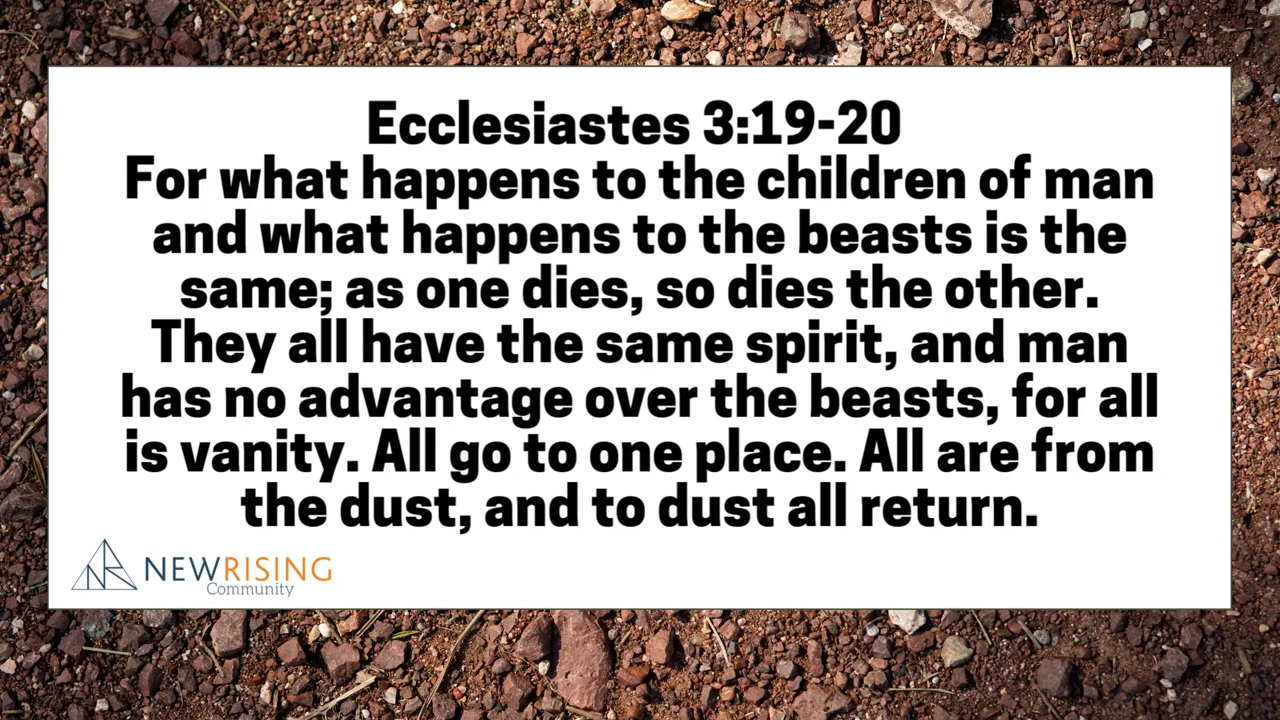 Ecclesiastes 3:19-20
For what happens to the children of man
and what happens to the beasts is the
same; as one dies, so dies the other.
They all have the same spirit, and man
has no advantage over the beasts, for all
is vanity. All go to one place. All are from
the dust, and to dust all return.
NEWRISING
Community